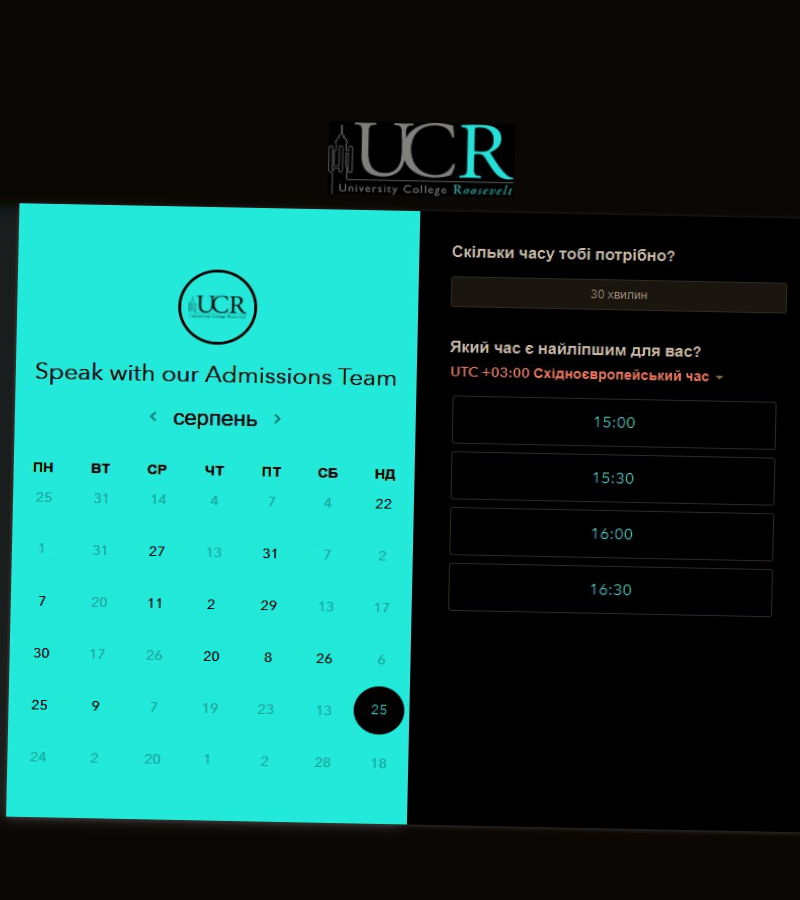 UCR
University College Roosevelt
UCR
Speak with our Admissions Team
серпень
ПН ВТ СР ЧТ ПТ СБ НД
25 31 14 4 7 4 22
1 31 27 13 31 7 2
7 20 11 2 29 13 17
30 17 26 20 8 26 6
25 9 7 19 23 13 25
24 2 20 1 2 28 18
Скільки часу тобі потрібно?
30 хвилин
Який час є найліпшим для вас?
UTC +03:00 Східноєвропейський час
15:00
15:30
16:00
16:30